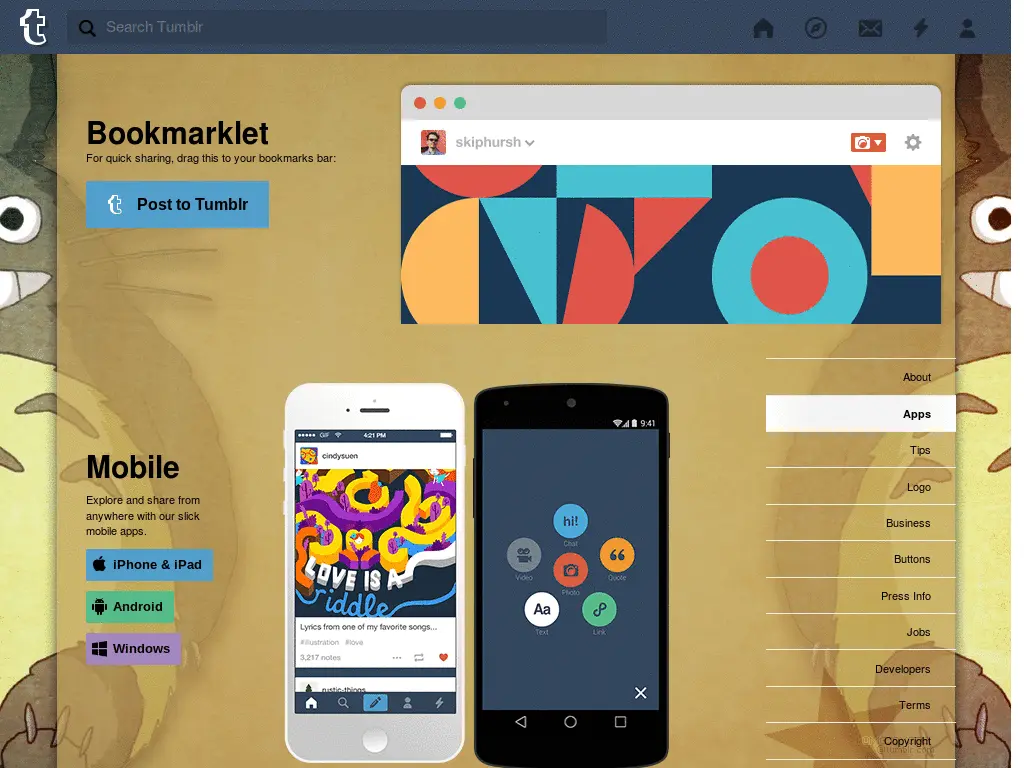 Search Tumblr
Bookmarklet
For quick sharing, drag this to your bookmarks bar:
Post to Tumblr
skiphursh
About
Apps
Tips
Logo
Business
Buttons
Press Info
Jobs
Developers
Terms
Copyright
Mobile
Explore and share from
anywhere with our slick
mobile apps.
iPhone & iPad
Android
Windows
GIF
4:21 PM
cindysuen
LOVE IS A
riddle
Lyrics from one of my favorite songs...
#illustration #love
3,217 notes
rustic-things
9:41
hi!
Chat
Video
Photo
Quote
Aa
Text
Link